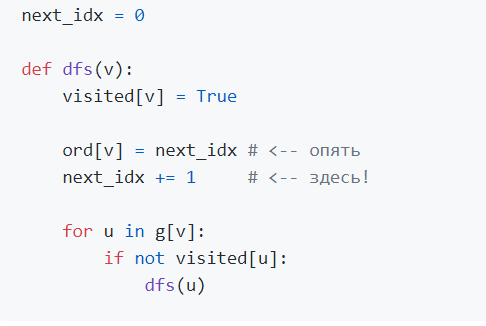 next_idx = 0
def dfs(v):
    visited[v] = True
    ord[v] = next_idx # <-- опять
    next_idx += 1     # <-- здесь!
    for u in g[v]:
        if not visited[u]:
            dfs(u)